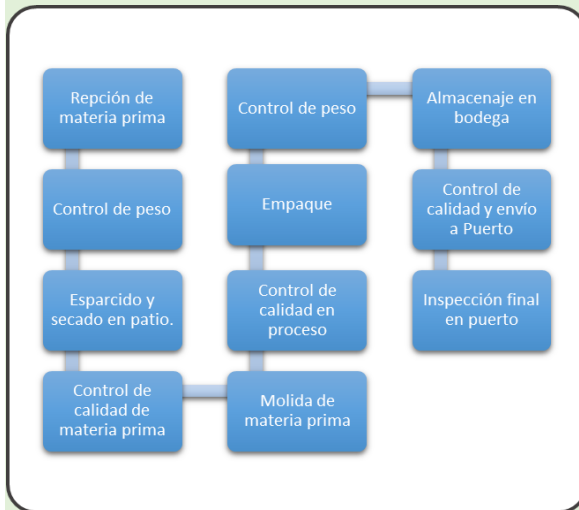 Repción de
materia prima
Control de peso
Esparcido y
secado en patio.
Control de
calidad de
materia prima
Molida de
materia prima
Control de
calidad en
proceso
Empaque
Control de peso
Almacenaje en
bodega
Control de
calidad y envío
a Puerto
Inspección final
en puerto